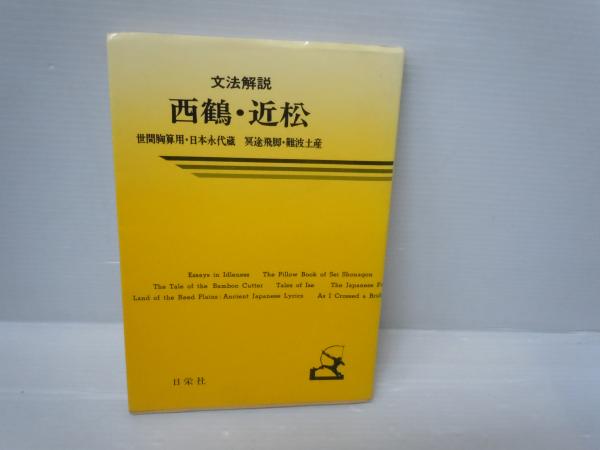 文法解説
西鶴・近松
世間胸算用・日本永代蔵 冥途飛脚・難波土産
Essays in Idleness The Pillow Book of Sei Shonagon
The Tale of the Bamboo Cutter Tales of Ise The Japanese
Land of the Reed Plains: Ancient Japanese Lyrics As I Crossed a
日栄社